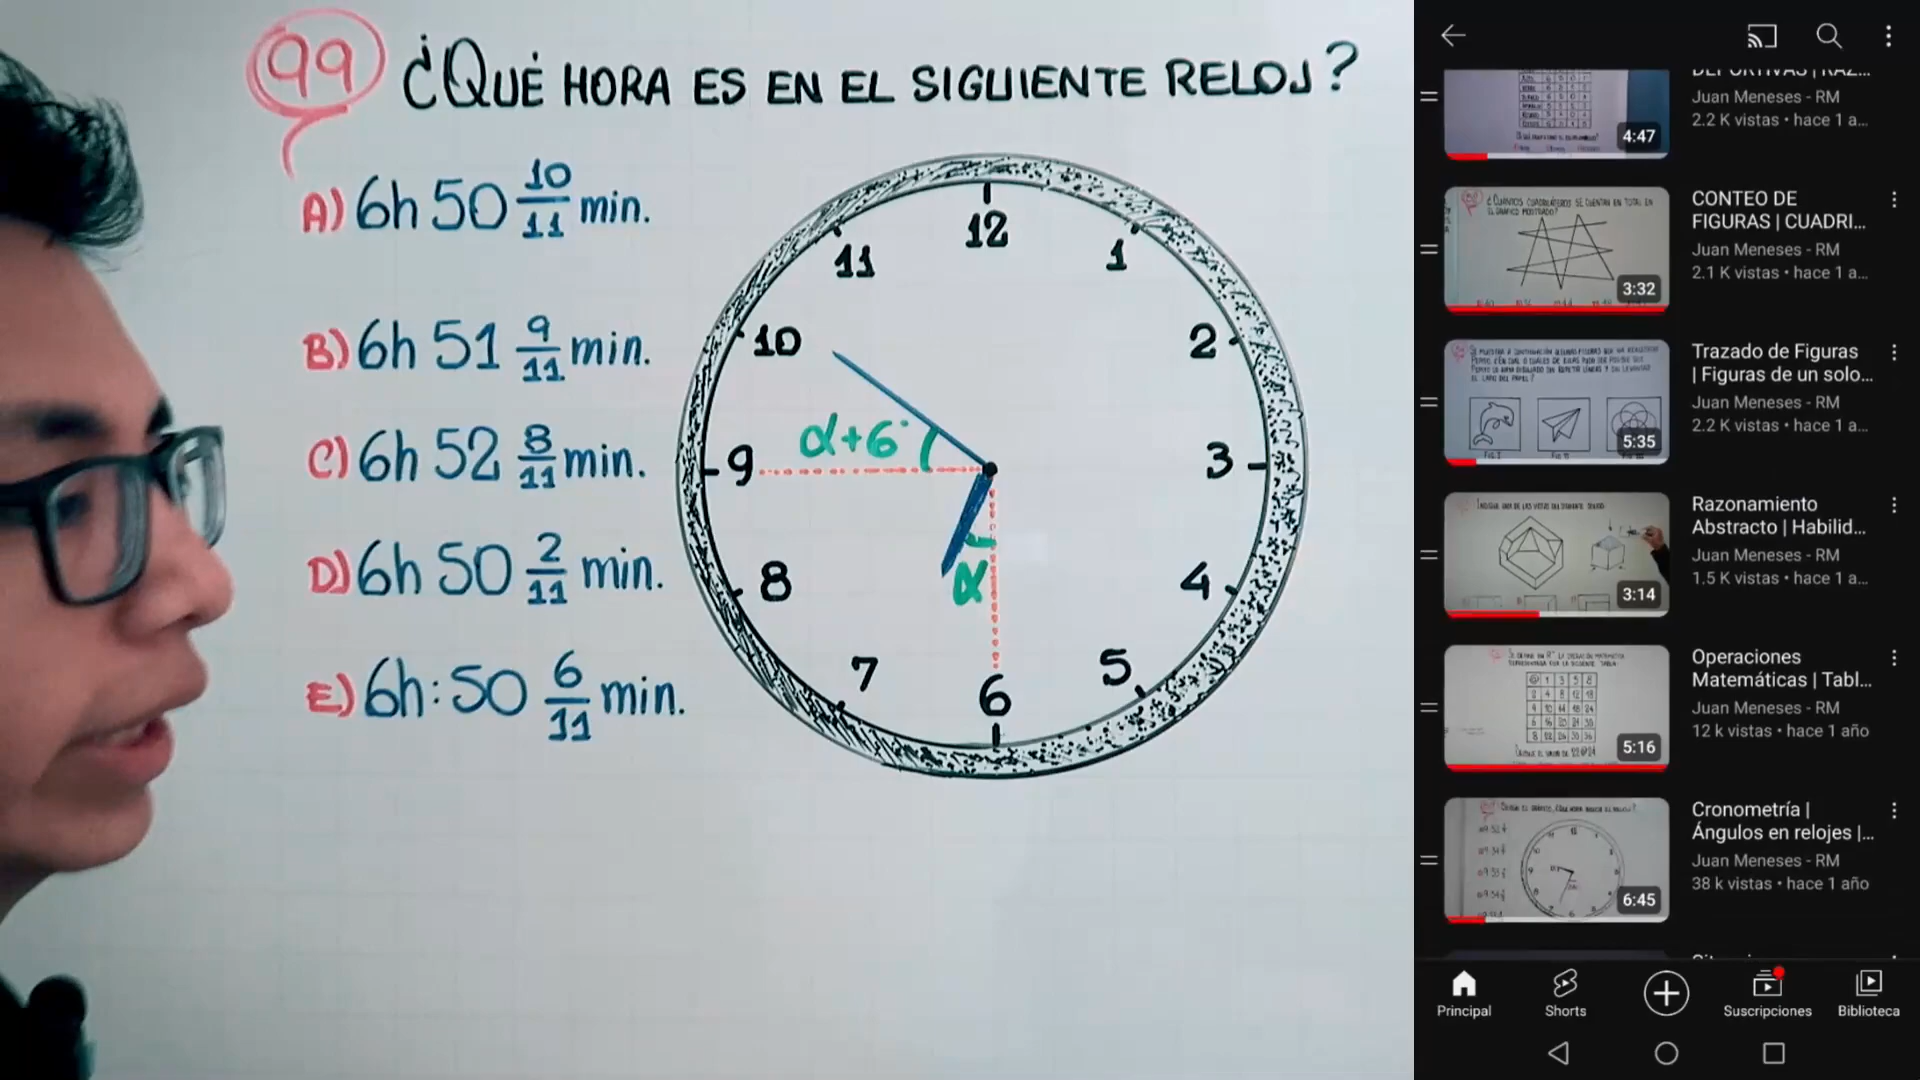 99 ¿QUÉ HORA ES EN EL SIGUIENTE RELOJ?
A) 6h 50 10/11 min.
B) 6h 51 9/11 min.
C) 6h 52 8/11 min.
D) 6h 50 2/11 min.
E) 6h: 50 6/11 min.
12
11
1
10
2
α+6°
9
3
8
α
4
7
5
6
Juan Meneses - RM
2.2 K vistas • hace 1 a...
4:47
CONTEO DE
FIGURAS | CUADRI...
Juan Meneses - RM
2.1 K vistas • hace 1 a...
3:32
Trazado de Figuras
| Figuras de un solo...
Juan Meneses - RM
2.2 K vistas • hace 1 a...
5:35
Razonamiento
Abstracto | Habilid...
Juan Meneses - RM
1.5 K vistas • hace 1 a...
3:14
Operaciones
Matemáticas | Tabl...
Juan Meneses - RM
12 k vistas • hace 1 año
5:16
Cronometría |
Ángulos en relojes |...
Juan Meneses - RM
38 k vistas • hace 1 año
6:45
Principal
Shorts
Suscripciones
Biblioteca